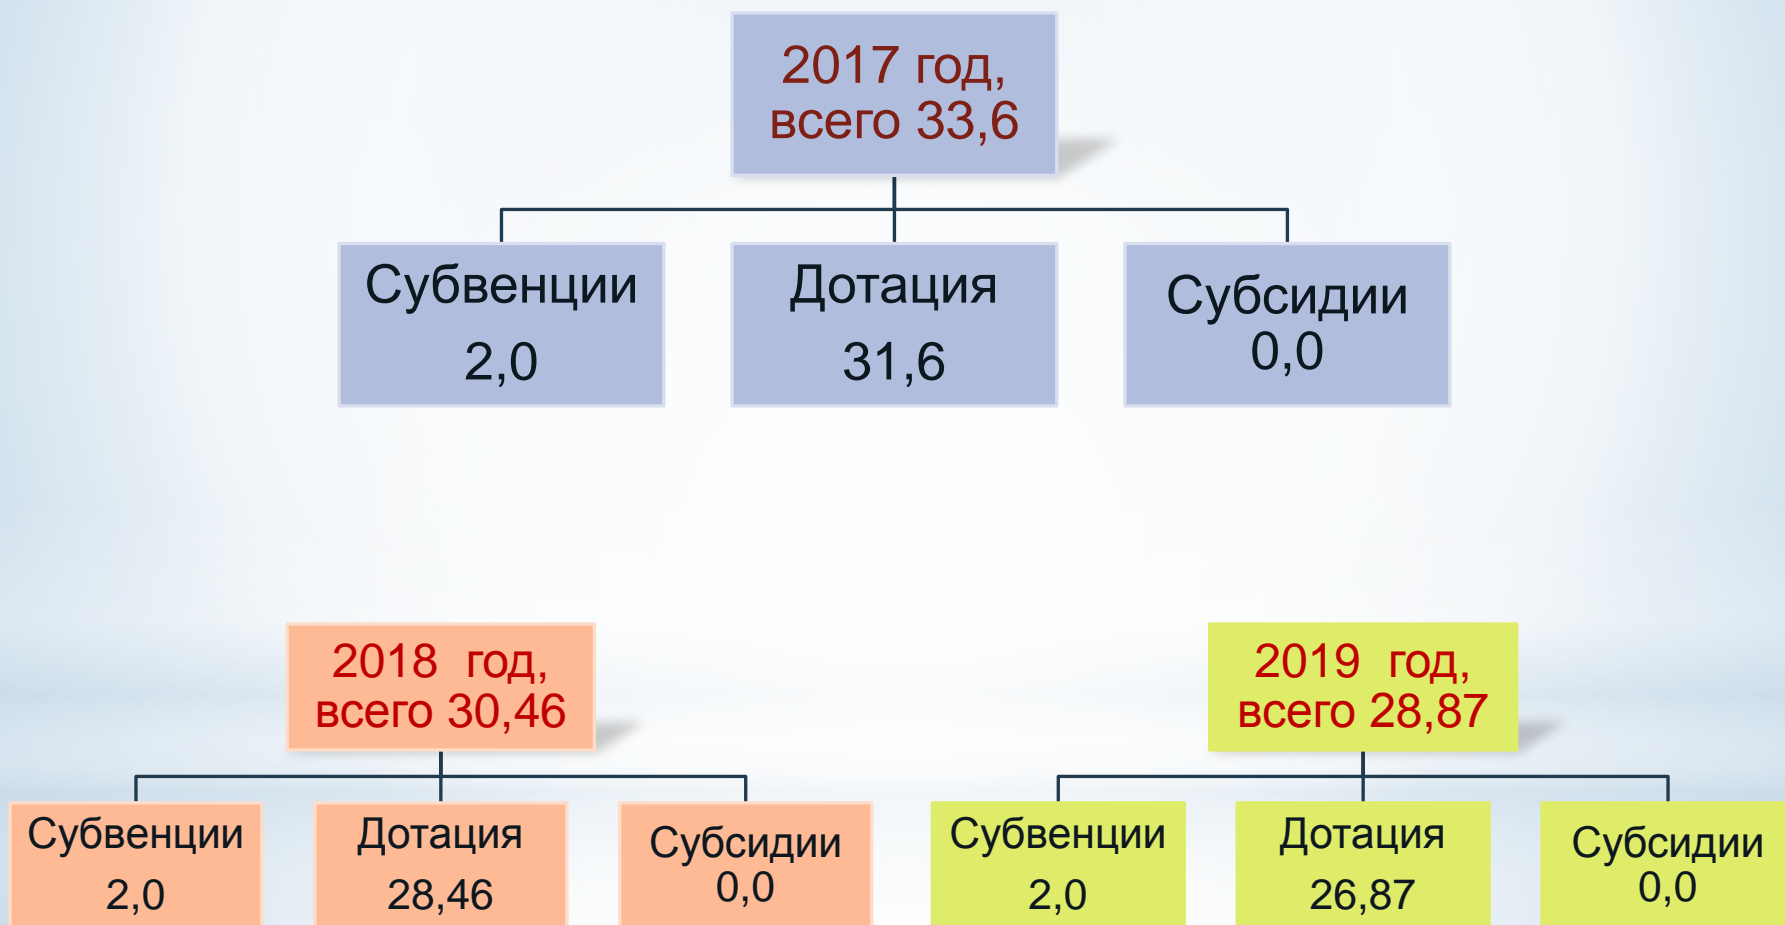 2017 год,
всего 33,6
Субвенции
2,0
Дотация
31,6
Субсидии
0,0
2018 год,
всего 30,46
Субвенции
2,0
Дотация
28,46
Субсидии
0,0
2019 год,
всего 28,87
Субвенции
2,0
Дотация
26,87
Субсидии
0,0